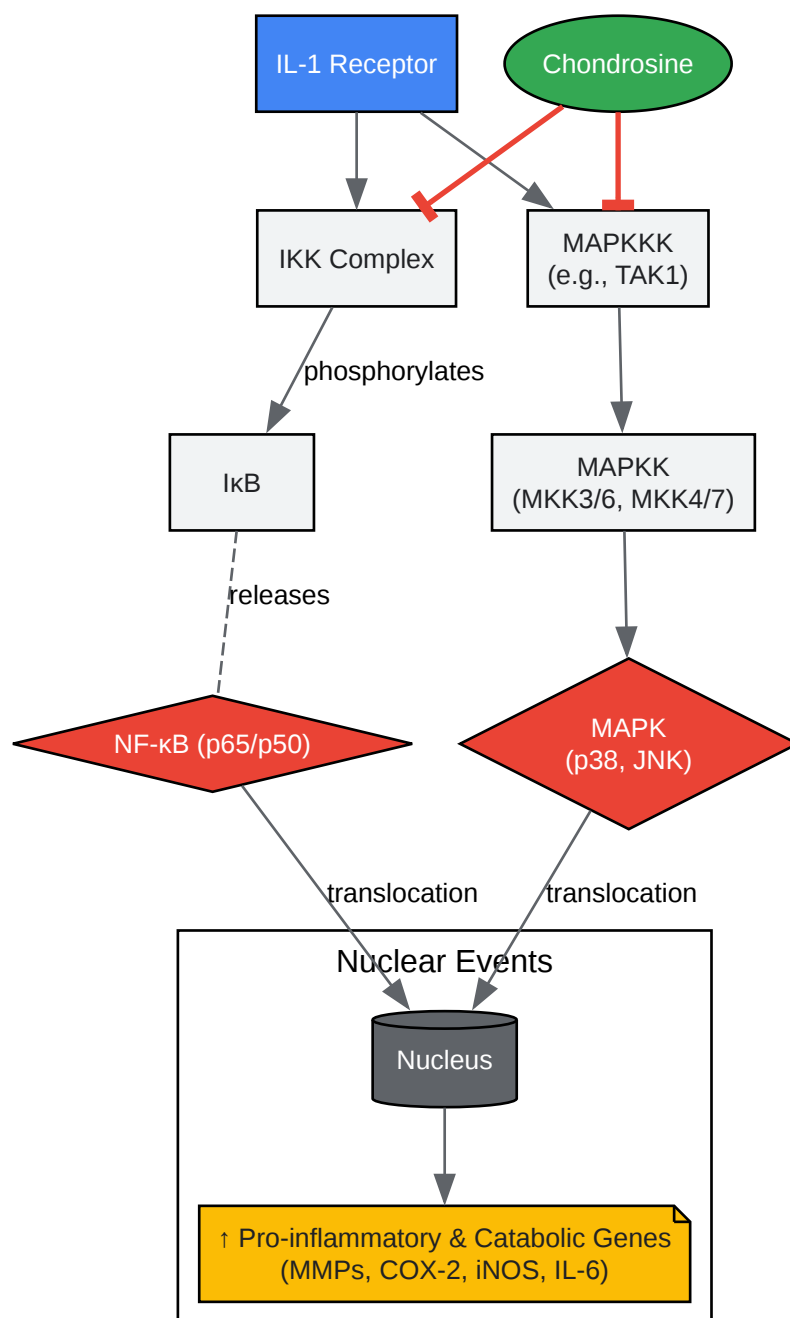 IL-1 Receptor
Chondrosine
IKK Complex
MAPKKK
(e.g., TAK1)
phosphorylates
IκB
MAPKK
(MKK3/6, MKK4/7)
releases
NF-κB (p65/p50)
MAPK
(p38, JNK)
translocation
translocation
Nuclear Events
Nucleus
↑ Pro-inflammatory & Catabolic Genes
(MMPs, COX-2, iNOS, IL-6)